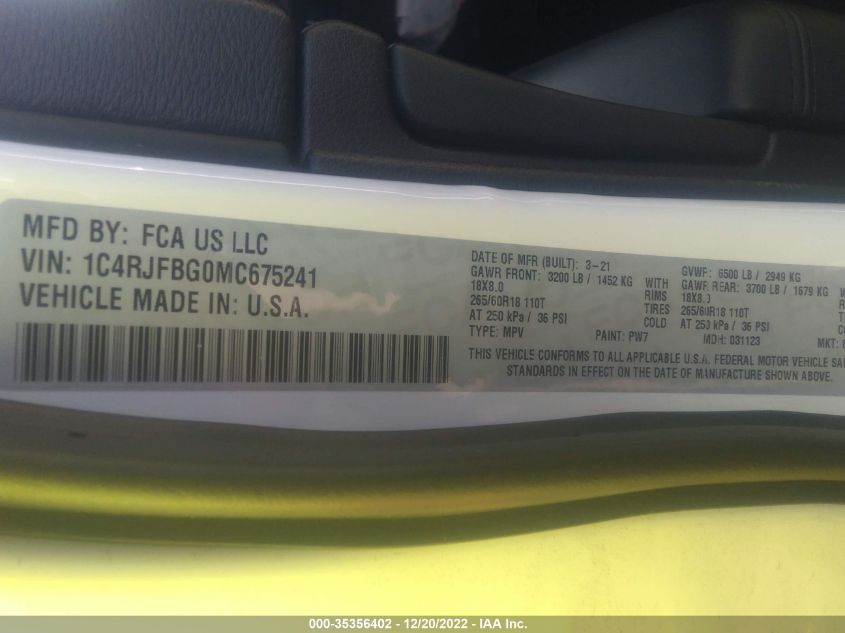 MFD BY: FCA US LLC
VIN: 1C4RJFBG0MC675241
VEHICLE MADE IN: U.S.A.
DATE OF MFR (BUILT): 3-21
GAWR FRONT: 3200 LB / 1452 KG WITH
18X8.0 RIMS
265/60R18 110T TIRES
AT 250 kPa / 36 PSI COLD
TYPE: MPV PAINT: PW7
GVWR: 6500 LB / 2949 KG
GAWR REAR: 3700 LB / 1679 KG
18X8.0
265/60R18 110T
AT 250 kPa / 36 PSI
MDH: 031123 MKT:
THIS VEHICLE CONFORMS TO ALL APPLICABLE U.S.A. FEDERAL MOTOR VEHICLE
STANDARDS IN EFFECT ON THE DATE OF MANUFACTURE SHOWN ABOVE.
000-35356402 - 12/20/2022 - IAA Inc.